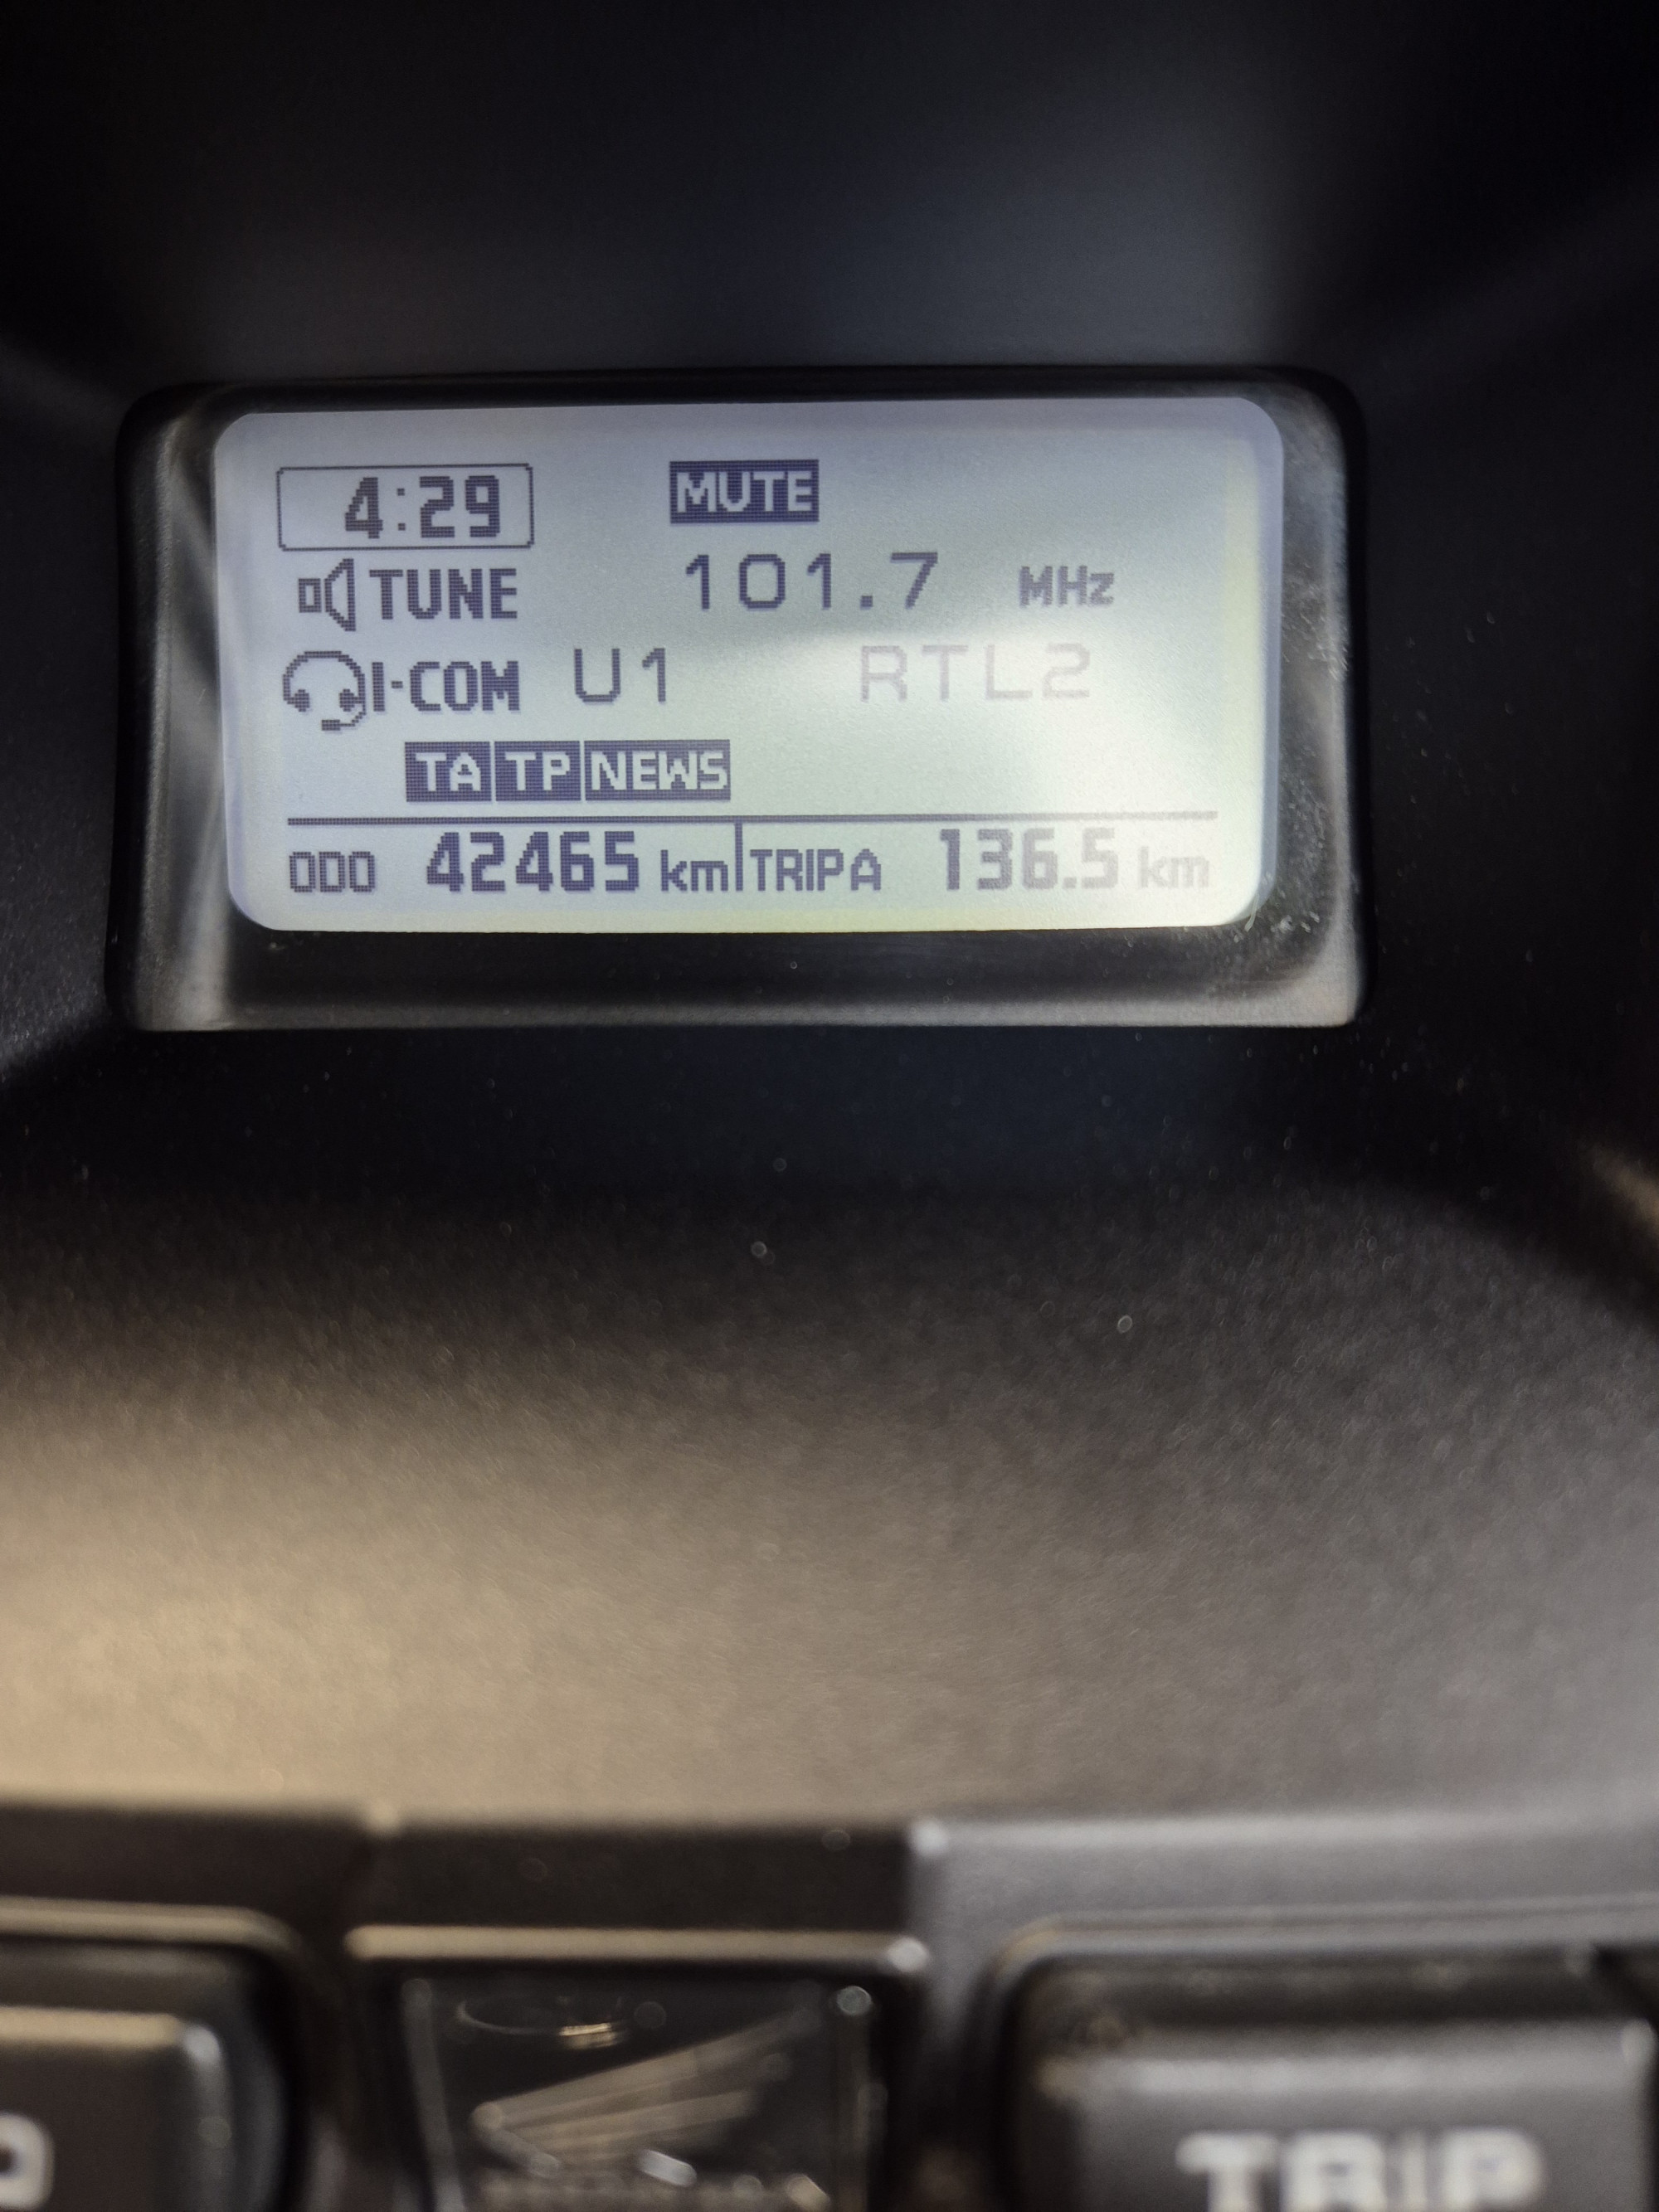 4:29 MUTE
TUNE 101.7 MHz
I-COM U1 RTL2
TA TP NEWS
ODO 42465 km TRIP A 136.5 km
TRIP